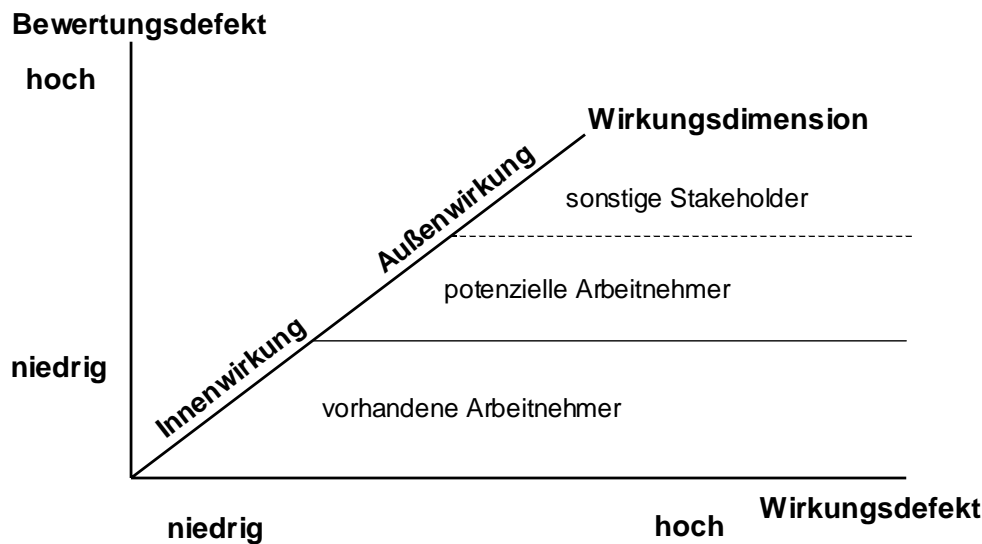 Bewertungsdefekt
hoch
Wirkungsdimension
Außenwirkung
sonstige Stakeholder
potenzielle Arbeitnehmer
Innenwirkung
niedrig
vorhandene Arbeitnehmer
Wirkungsdefekt
niedrig
hoch